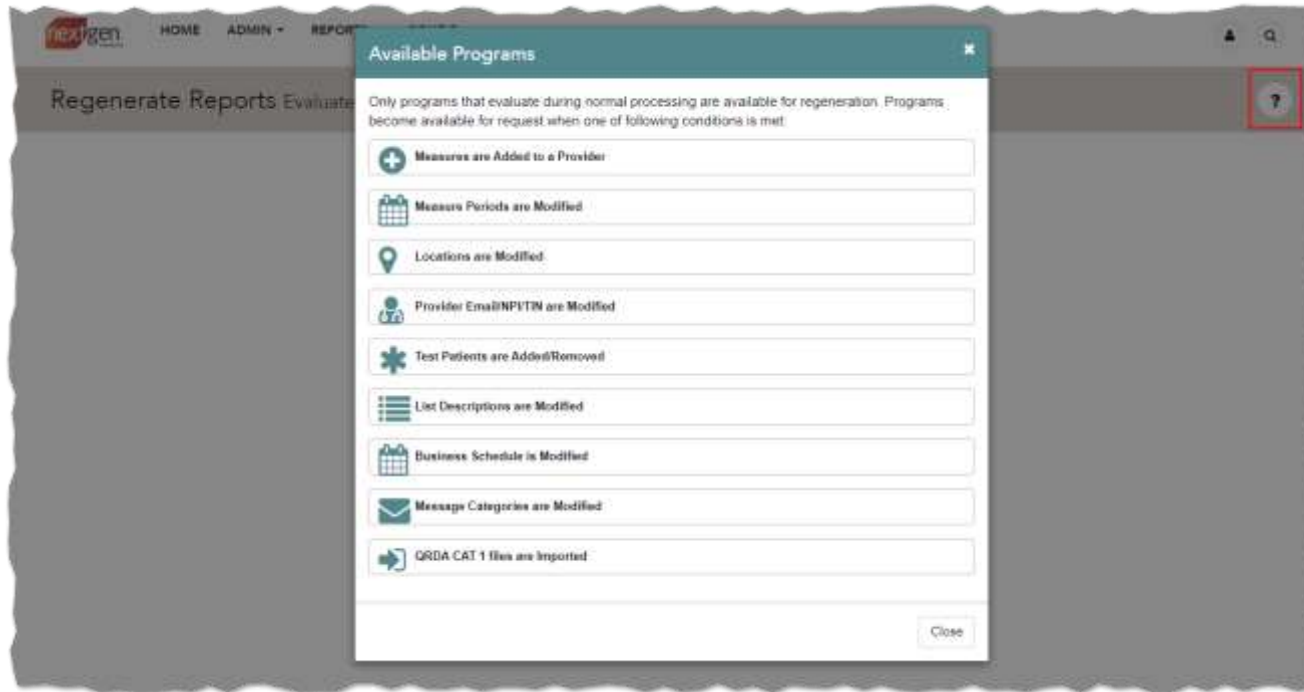 nextgen HOME ADMIN REPOR
Available Programs
Regenerate Reports Evaluate
?
Only programs that evaluate during normal processing are available for regeneration. Programs
become available for request when one of following conditions is met:
Measures are Added to a Provider
Measure Periods are Modified
Locations are Modified
Provider Email/NPI/TIN are Modified
Test Patients are Added/Removed
List Descriptions are Modified
Business Schedule is Modified
Message Categories are Modified
QRDA CAT 1 files are Imported
Close